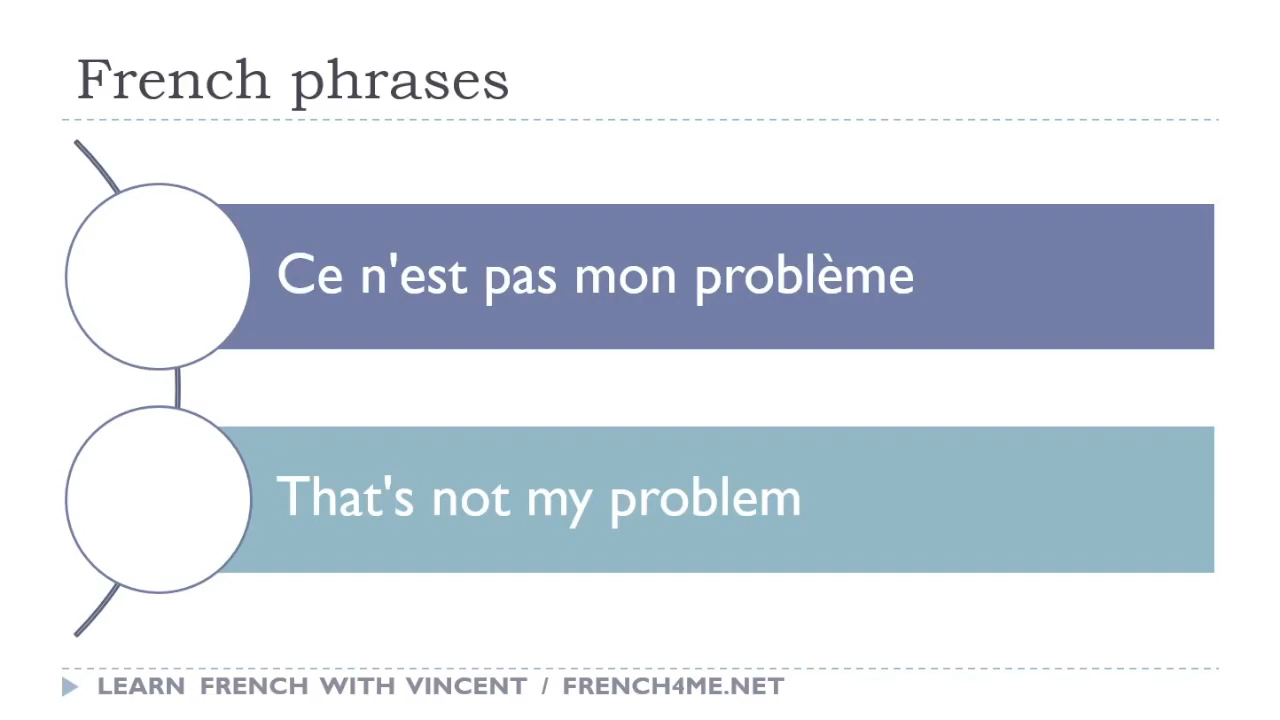 French phrases
Ce n'est pas mon problème
That's not my problem
LEARN FRENCH WITH VINCENT / FRENCH4ME.NET